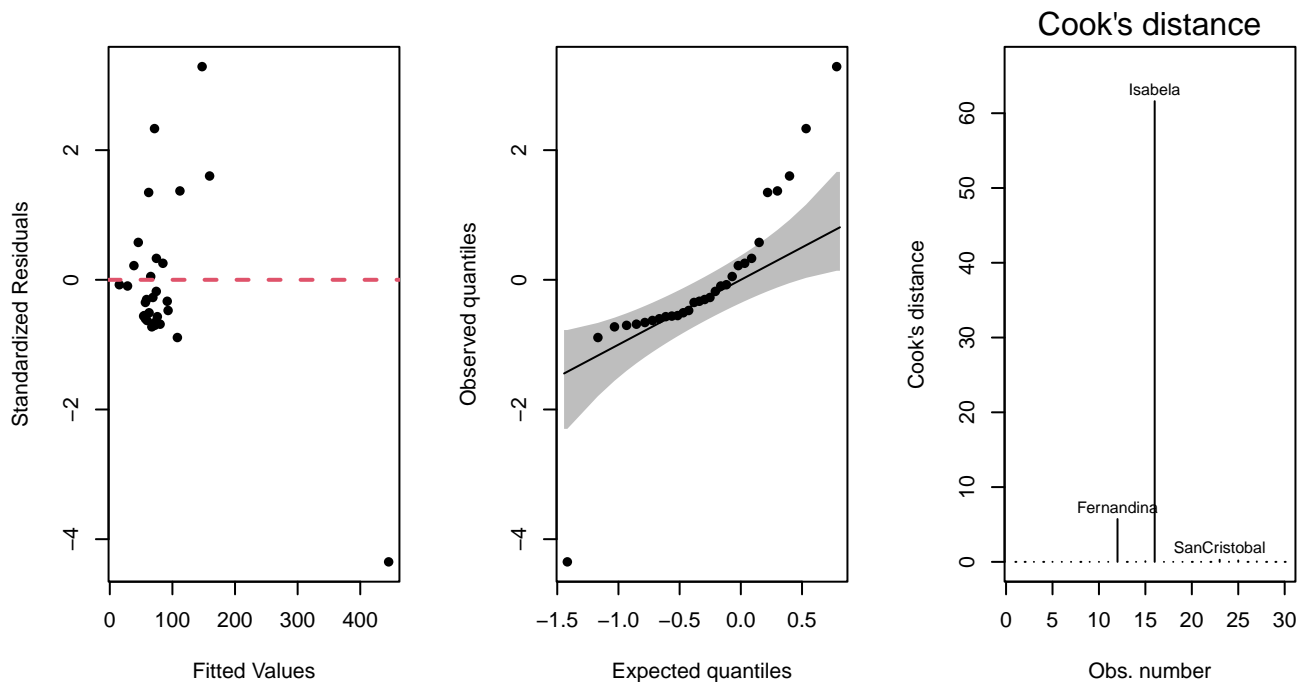 Standardized Residuals
2
0
−2
−4
0 100 200 300 400
Fitted Values
Observed quantiles
2
0
−2
−4
−1.5 −1.0 −0.5 0.0 0.5
Expected quantiles
Cook's distance
Cook's distance
60
50
40
30
20
10
0
Isabela
Fernandina
SanCristobal
0 5 10 15 20 25 30
Obs. number